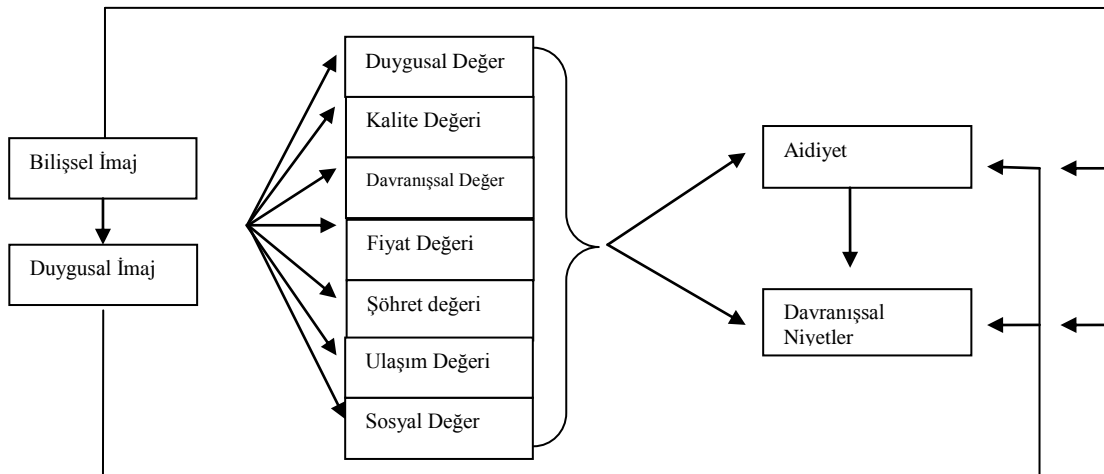 Bilişsel İmaj
Duygusal İmaj
Duygusal Değer
Kalite Değeri
Davranışsal Değer
Fiyat Değeri
Şöhret değeri
Ulaşım Değeri
Sosyal Değer
Aidiyet
Davranışsal
Niyetler